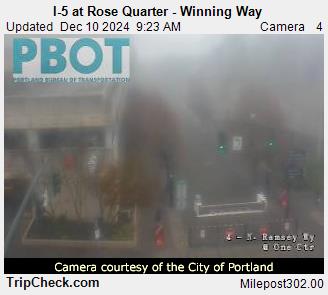 I-5 at Rose Quarter - Winning Way
Updated Dec 10 2024 9:23 AM Camera 4
PBOT
PORTLAND BUREAU OF TRANSPORTATION
4 - N. Ramsey Wy
@ One Ctr
Camera courtesy of the City of Portland
TripCheck.com Milepost302.00